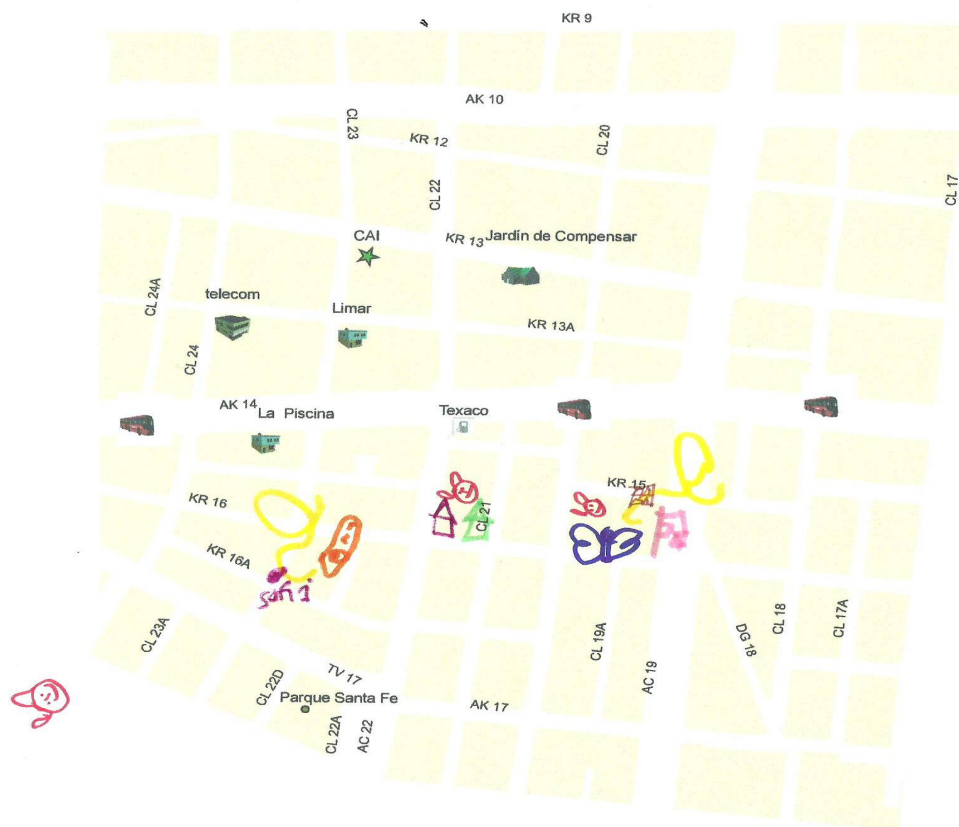 KR 9
AK 10
CL 23
KR 12
CL 20
CL 22
CL 17
CAI
KR 13
Jardín de Compensar
CL 24A
telecom
Limar
KR 13A
CL 24
AK 14
La Piscina
Texaco
KR 15
KR 16
CL 21
KR 16A
sofi
CL 23A
CL 19A
DG 18
CL 18
CL 17A
TV 17
CL 22D
AC 19
Parque Santa Fe
AK 17
CL 22A
AC 22